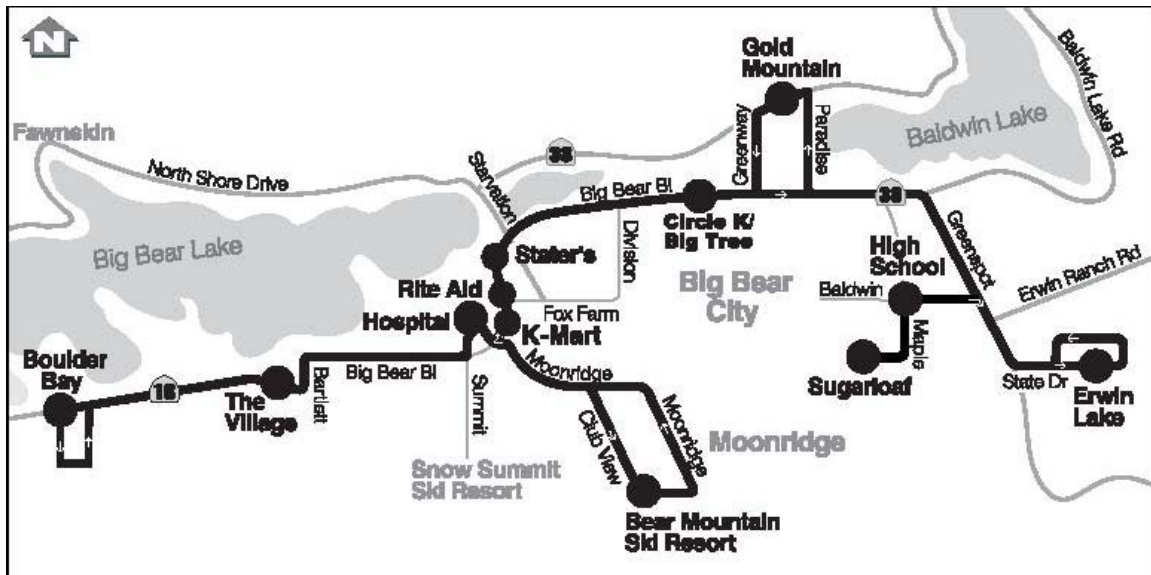 N
Fawnskin
North Shore Drive
Big Bear Lake
Starvation
38
Big Bear Bl
Division
Circle K/
Big Tree
Gold
Mountain
Greenway
Paradise
Baldwin Lake
Baldwin Lake Rd
38
High
School
Greenspot
Erwin Ranch Rd
Baldwin
Maple
Sugarloaf
State Dr
Erwin
Lake
Big Bear
City
Stater's
Rite Aid
Fox Farm
Hospital
K-Mart
Moonridge
Moonridge
Moonridge
Club View
Bear Mountain
Ski Resort
Boulder
Bay
18
The
Village
Bartlett
Big Bear Bl
Summit
Snow Summit
Ski Resort